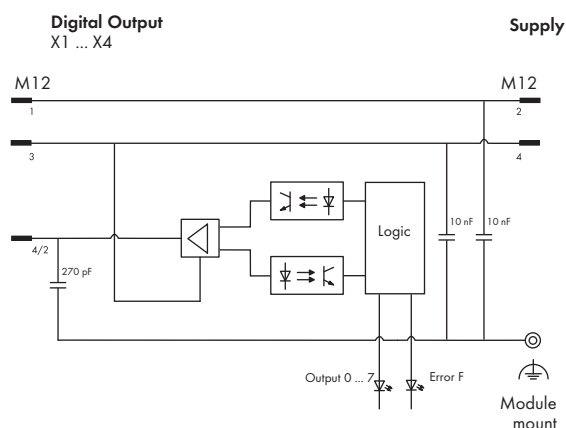 Digital Output
X1 ... X4
Supply
M12
M12
1
2
3
4
10 nF
10 nF
Logic
4/2
270 pF
Output 0 ... 7
Error F
Module
mount